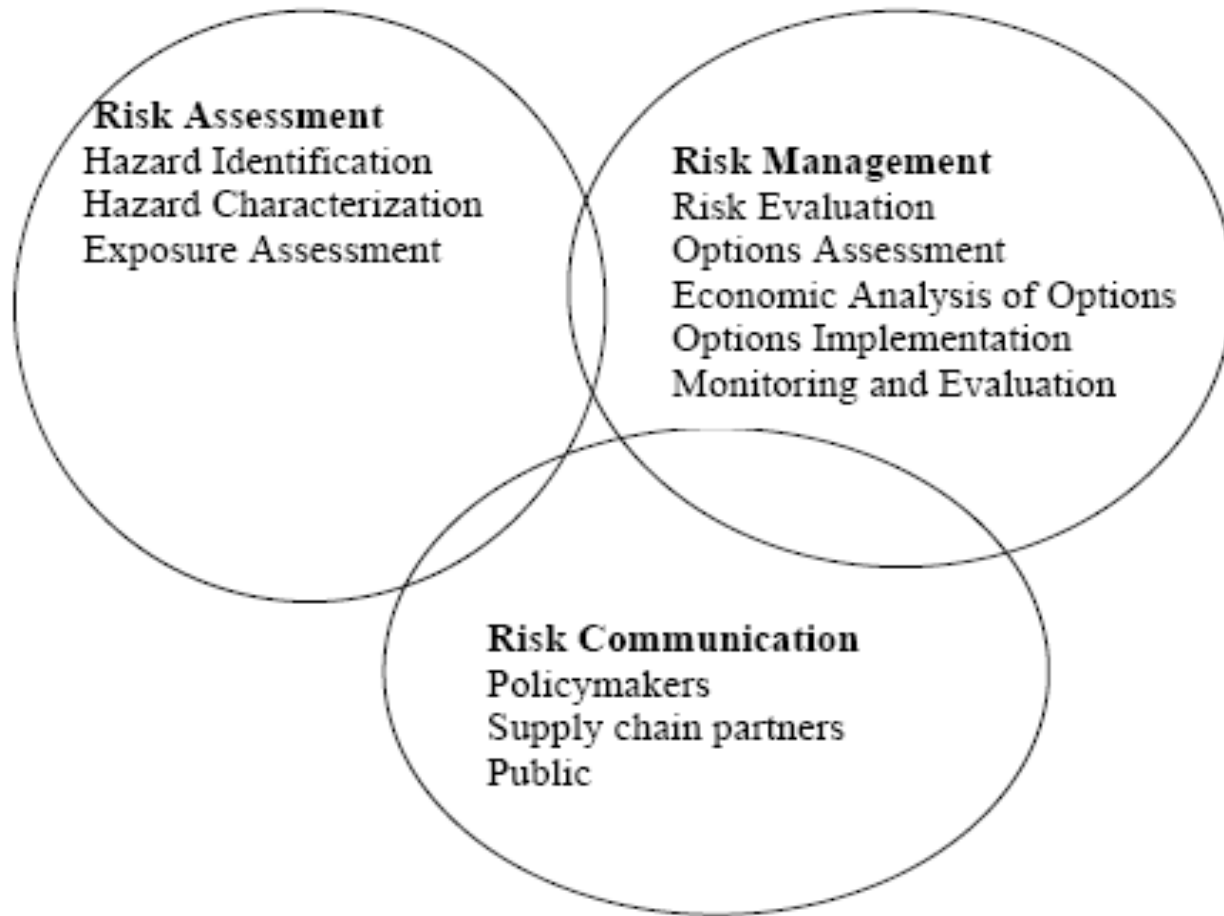 Risk Assessment
Hazard Identification
Hazard Characterization
Exposure Assessment
Risk Management
Risk Evaluation
Options Assessment
Economic Analysis of Options
Options Implementation
Monitoring and Evaluation
Risk Communication
Policymakers
Supply chain partners
Public